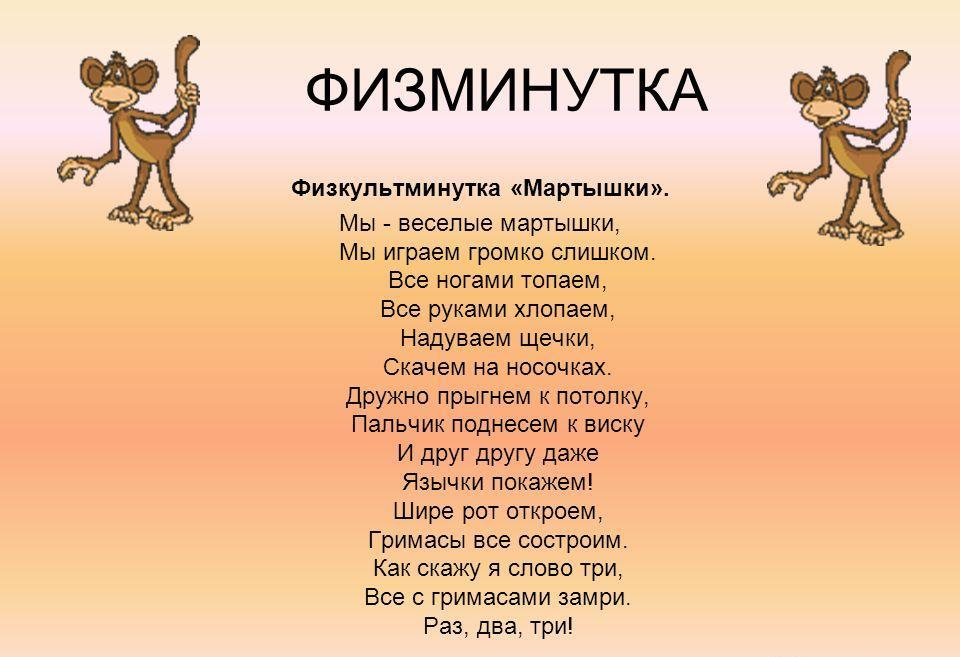 ФИЗМИНУТКА
Физкультминутка «Мартышки».
Мы - веселые мартышки,
Мы играем громко слишком.
Все ногами топаем,
Все руками хлопаем,
Надуваем щечки,
Скачем на носочках.
Дружно прыгнем к потолку,
Пальчик поднесем к виску
И друг другу даже
Язычки покажем!
Шире рот откроем,
Гримасы все состроим.
Как скажу я слово три,
Все с гримасами замри.
Раз, два, три!